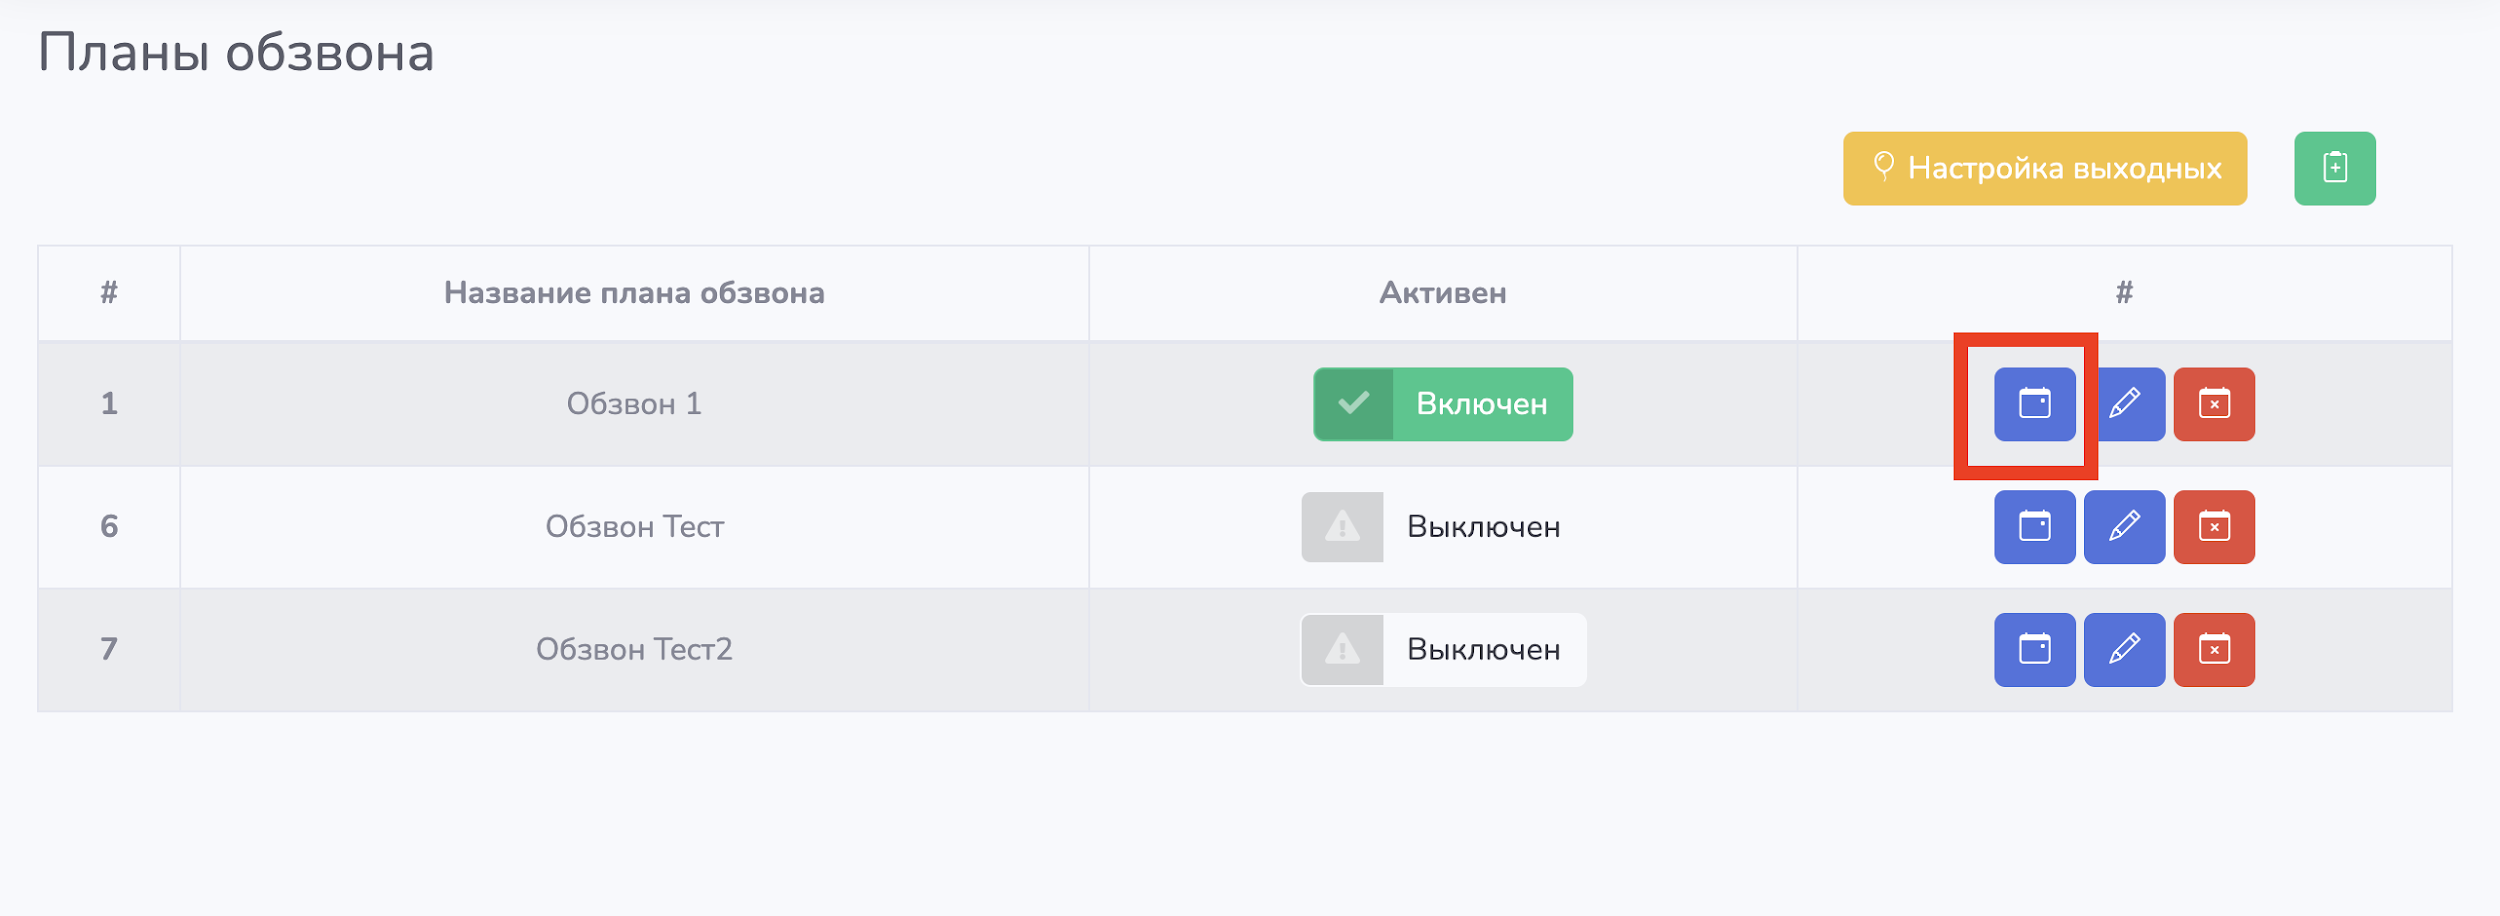 Планы обзвона
Настройка выходных
# Название плана обзвона Активен #
1 Обзвон 1 Включен
6 Обзвон Тест Выключен
7 Обзвон Тест2 Выключен